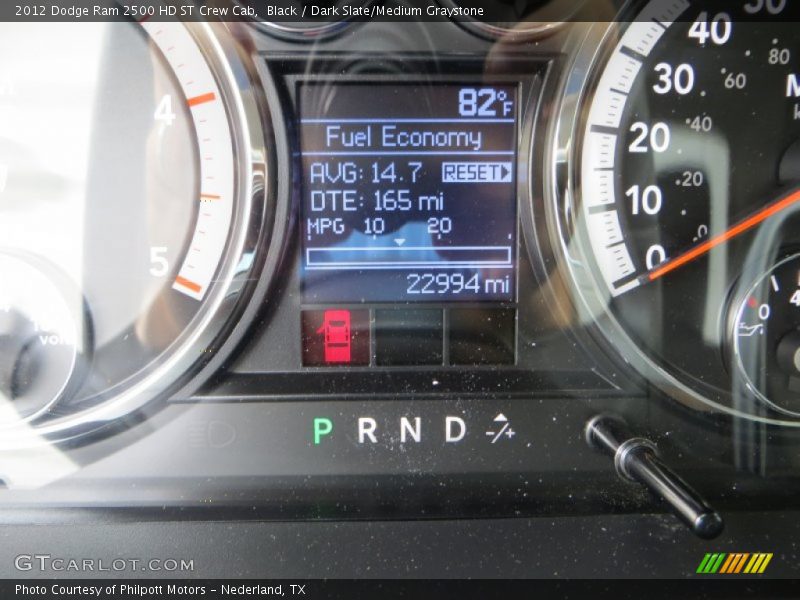 2012 Dodge Ram 2500 HD ST Crew Cab,  Black / Dark Slate/Medium Graystone
82°F
Fuel Economy
AVG: 14.7 RESET
DTE: 165 mi
MPG 10 20
22994 mi
4
5
40
30
20
10
0
80
60
40
20
0
0
P R N D -/+
GTCARLOT.COM
Photo Courtesy of Philpott Motors - Nederland, TX